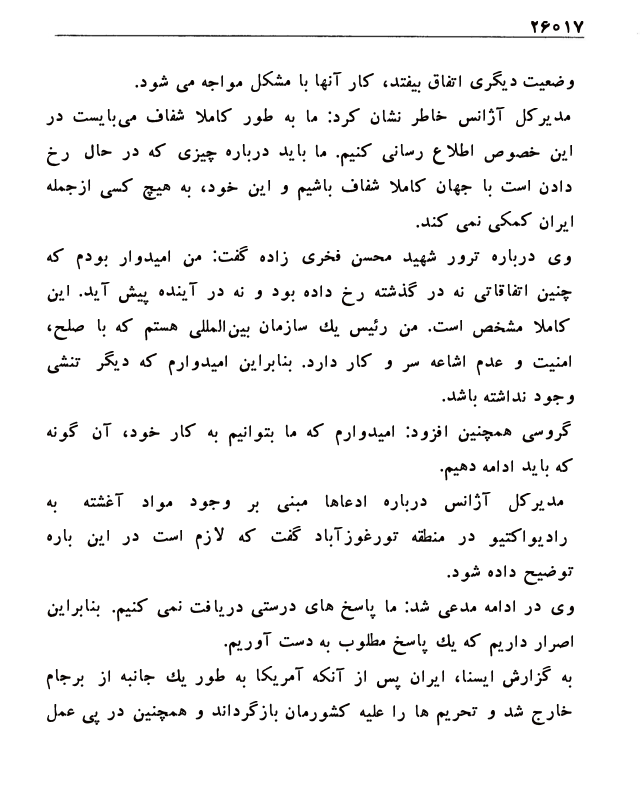 ۲۶۰۱۷
وضعیت دیگری اتفاق بیفتد، کار آنها با مشکل مواجه می شود.
مدیرکل آژانس خاطر نشان کرد: ما به طور کاملا شفاف می‌بایست در
این خصوص اطلاع رسانی کنیم. ما باید درباره چیزی که در حال رخ
دادن است با جهان کاملا شفاف باشیم و این خود، به هیچ کسی ازجمله
ایران کمکی نمی کند.
وی درباره ترور شهید محسن فخری زاده گفت: من امیدوار بودم که
چنین اتفاقاتی نه در گذشته رخ داده بود و نه در آینده پیش آید. این
کاملا مشخص است. من رئیس یك سازمان بین‌المللی هستم که با صلح،
امنیت و عدم اشاعه سر و کار دارد. بنابراین امیدوارم که دیگر تنشی
وجود نداشته باشد.
گروسی همچنین افزود: امیدوارم که ما بتوانیم به کار خود، آن گونه
که باید ادامه دهیم.
مدیرکل آژانس درباره ادعاها مبنی بر وجود مواد آغشته به
رادیواکتیو در منطقه تورغوزآباد گفت که لازم است در این باره
توضیح داده شود.
وی در ادامه مدعی شد: ما پاسخ های درستی دریافت نمی کنیم. بنابراین
اصرار داریم که یك پاسخ مطلوب به دست آوریم.
به گزارش ایسنا، ایران پس از آنکه آمریکا به طور یك جانبه از برجام
خارج شد و تحریم ها را علیه کشورمان بازگرداند و همچنین در پی عمل